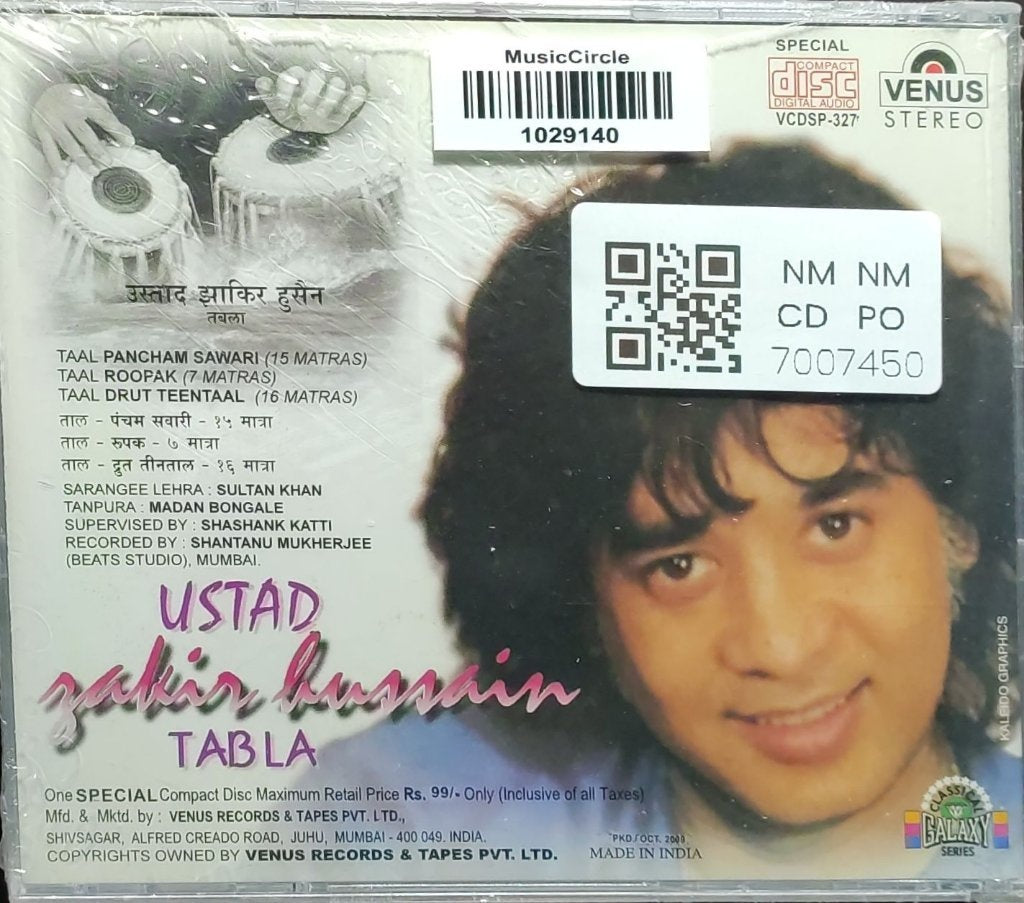 MusicCircle
1029140
SPECIAL
COMPACT
disc
DIGITAL AUDIO
VCDSP-327
VENUS
STEREO
NM NM
CD PO
7007450
उस्ताद झाकिर हुसैन
तबला
TAAL PANCHAM SAWARI (15 MATRAS)
TAAL ROOPAK (7 MATRAS)
TAAL DRUT TEENTAAL (16 MATRAS)
ताल - पंचम सवारी - १५ मात्रा
ताल - रूपक - ७ मात्रा
ताल - द्रुत तीनताल - १६ मात्रा
SARANGEE LEHRA : SULTAN KHAN
TANPURA : MADAN BONGALE
SUPERVISED BY : SHASHANK KATTI
RECORDED BY : SHANTANU MUKHERJEE
(BEATS STUDIO), MUMBAI.
USTAD
zakir hussain
TABLA
KALEIDO GRAPHICS
One SPECIAL Compact Disc Maximum Retail Price Rs. 99/- Only (Inclusive of all Taxes)
Mfd. & Mktd. by : VENUS RECORDS & TAPES PVT. LTD.,
SHIVSAGAR, ALFRED CREADO ROAD, JUHU, MUMBAI - 400 049. INDIA.
COPYRIGHTS OWNED BY VENUS RECORDS & TAPES PVT. LTD.
PKD. OCT. 2009
MADE IN INDIA
CLASSICAL
GALAXY
SERIES